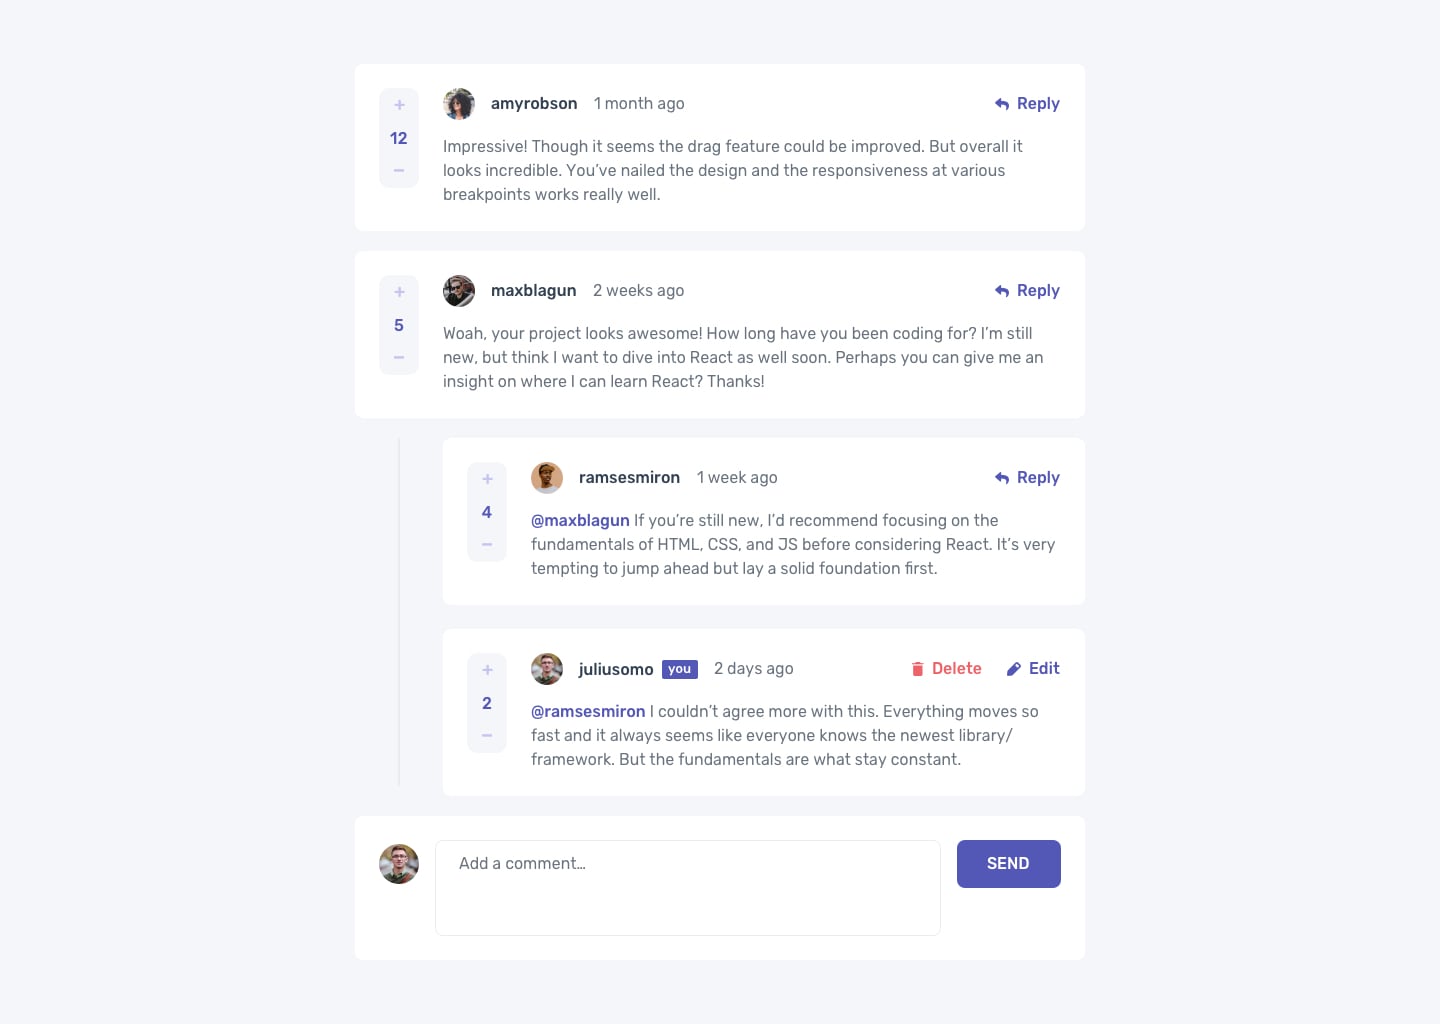 amyrobson 1 month ago Reply
+
12
−
Impressive! Though it seems the drag feature could be improved. But overall it
looks incredible. You’ve nailed the design and the responsiveness at various
breakpoints works really well.
maxblagun 2 weeks ago Reply
+
5
−
Woah, your project looks awesome! How long have you been coding for? I’m still
new, but think I want to dive into React as well soon. Perhaps you can give me an
insight on where I can learn React? Thanks!
ramsesmiron 1 week ago Reply
+
4
−
@maxblagun If you’re still new, I’d recommend focusing on the
fundamentals of HTML, CSS, and JS before considering React. It’s very
tempting to jump ahead but lay a solid foundation first.
juliusomo you 2 days ago Delete Edit
+
2
−
@ramsesmiron I couldn’t agree more with this. Everything moves so
fast and it always seems like everyone knows the newest library/
framework. But the fundamentals are what stay constant.
Add a comment…
SEND